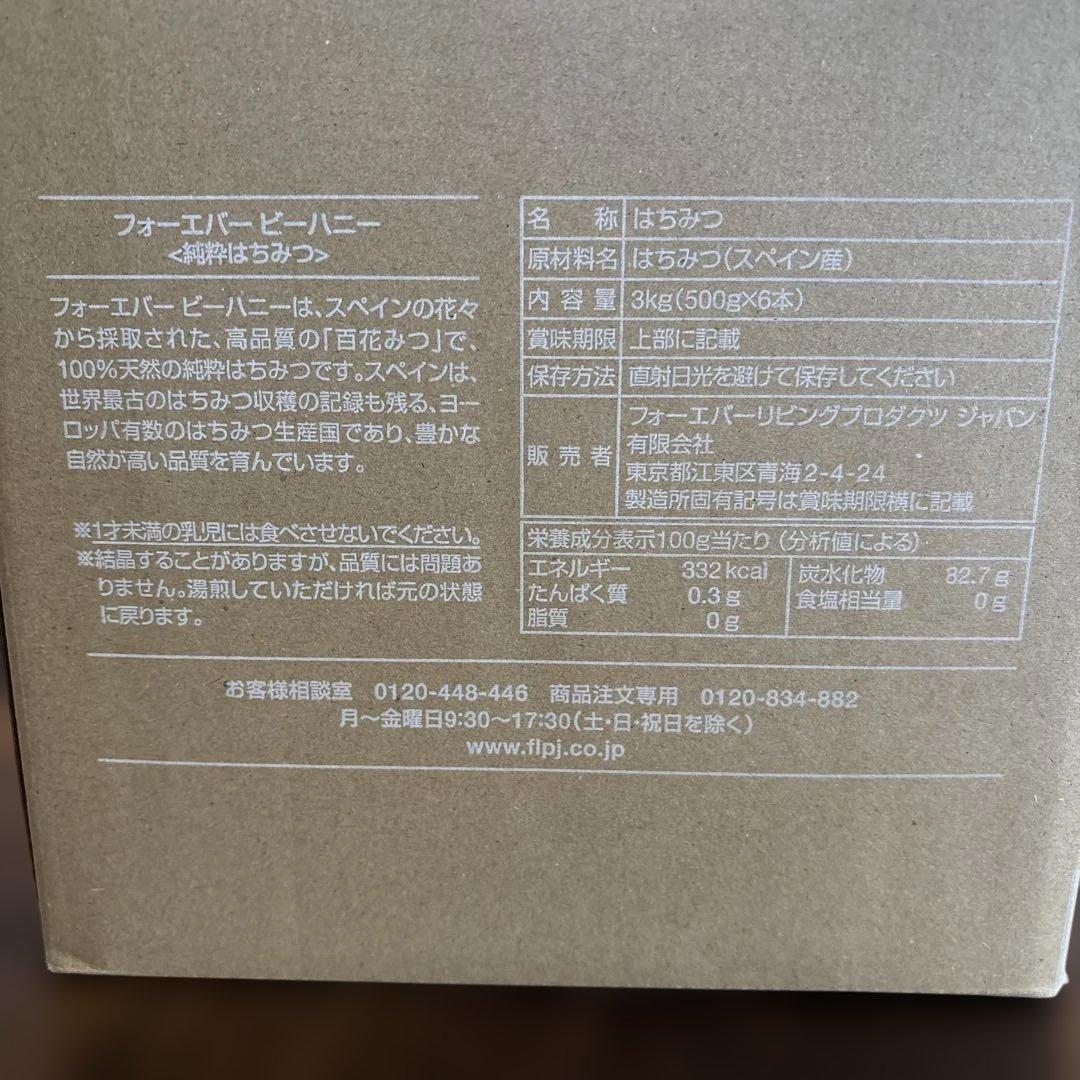 フォーエバー ビーハニー
<純粋はちみつ>
フォーエバー ビーハニーは、スペインの花々
から採取された、高品質の「百花みつ」で、
100%天然の純粋はちみつです。スペインは、
世界最古のはちみつ収穫の記録も残る、ヨー
ロッパ有数のはちみつ生産国であり、豊かな
自然が高い品質を育んでいます。
※1才未満の乳児には食べさせないでください。
※結晶することがありますが、品質には問題あ
りません。湯煎していただければ元の状態
に戻ります。
名 称 はちみつ
原材料名 はちみつ(スペイン産)
内容量 3kg(500g×6本)
賞味期限 上部に記載
保存方法 直射日光を避けて保存してください
販売者 フォーエバーリビングプロダクツ ジャパン
有限会社
東京都江東区青海2-4-24
製造所固有記号は賞味期限横に記載
栄養成分表示100g当たり (分析値による)
エネルギー 332kcal 炭水化物 82.7g
たんぱく質 0.3g 食塩相当量 0g
脂質 0g
お客様相談室 0120-448-446 商品注文専用 0120-834-882
月〜金曜日9:30〜17:30(土・日・祝日を除く)
www.flpj.co.jp